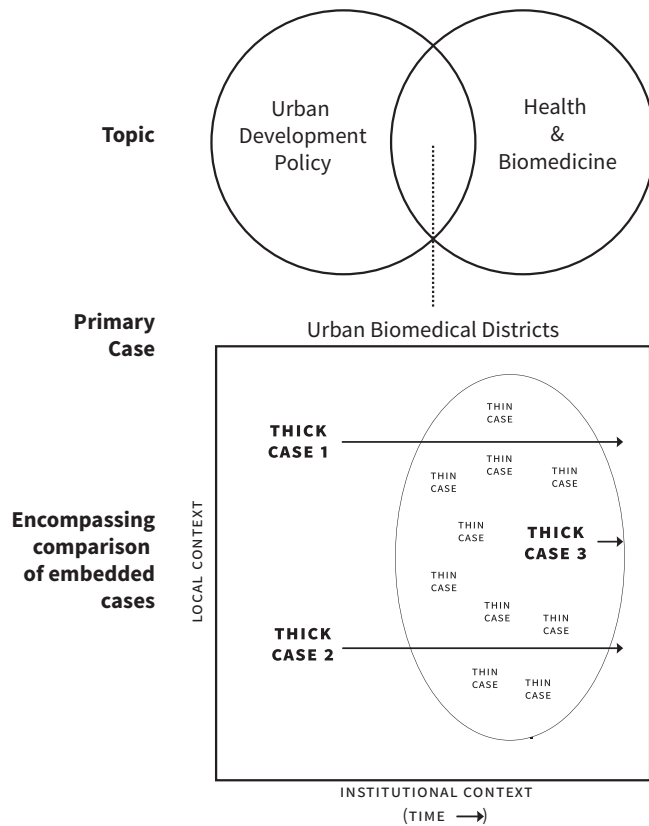 Topic
Urban
Development
Policy
Health
&
Biomedicine
Primary
Case
Urban Biomedical Districts
Encompassing
comparison
of embedded
cases
LOCAL CONTEXT
THICK
CASE 1
THIN
CASE
THIN
CASE
THIN
CASE
THIN
CASE
THIN
CASE
THICK
CASE 3
THIN
CASE
THIN
CASE
THIN
CASE
THICK
CASE 2
THIN
CASE
THIN
CASE
INSTITUTIONAL CONTEXT
(TIME →)